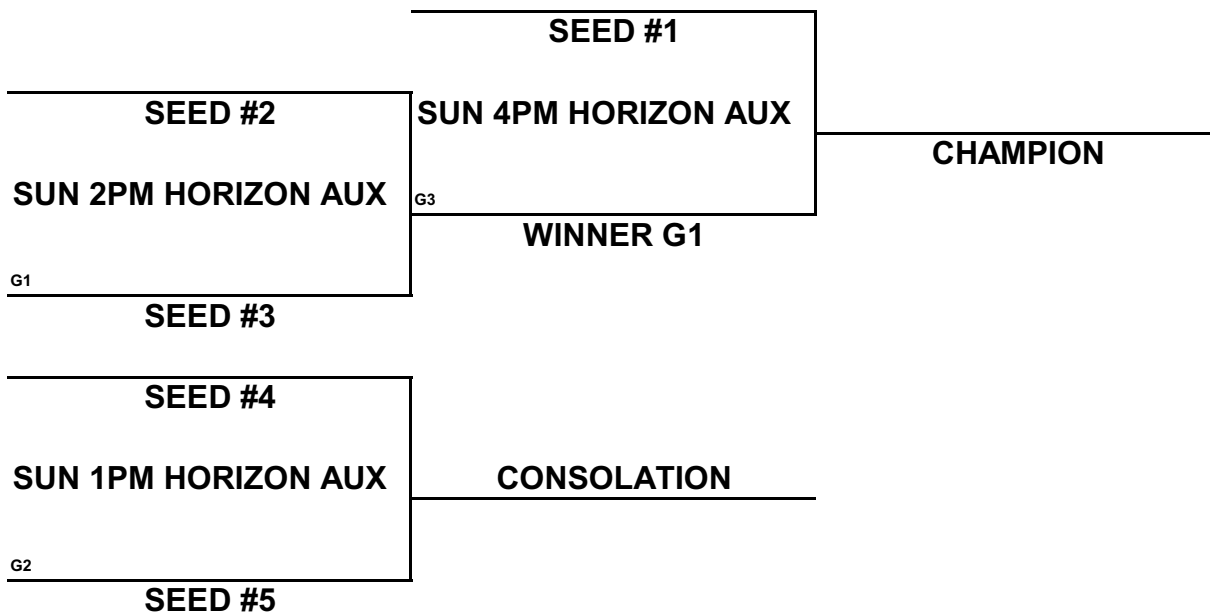 SEED #1
SEED #2
SUN 4PM HORIZON AUX
CHAMPION
SUN 2PM HORIZON AUX
G3
WINNER G1
G1
SEED #3
SEED #4
SUN 1PM HORIZON AUX
CONSOLATION
G2
SEED #5